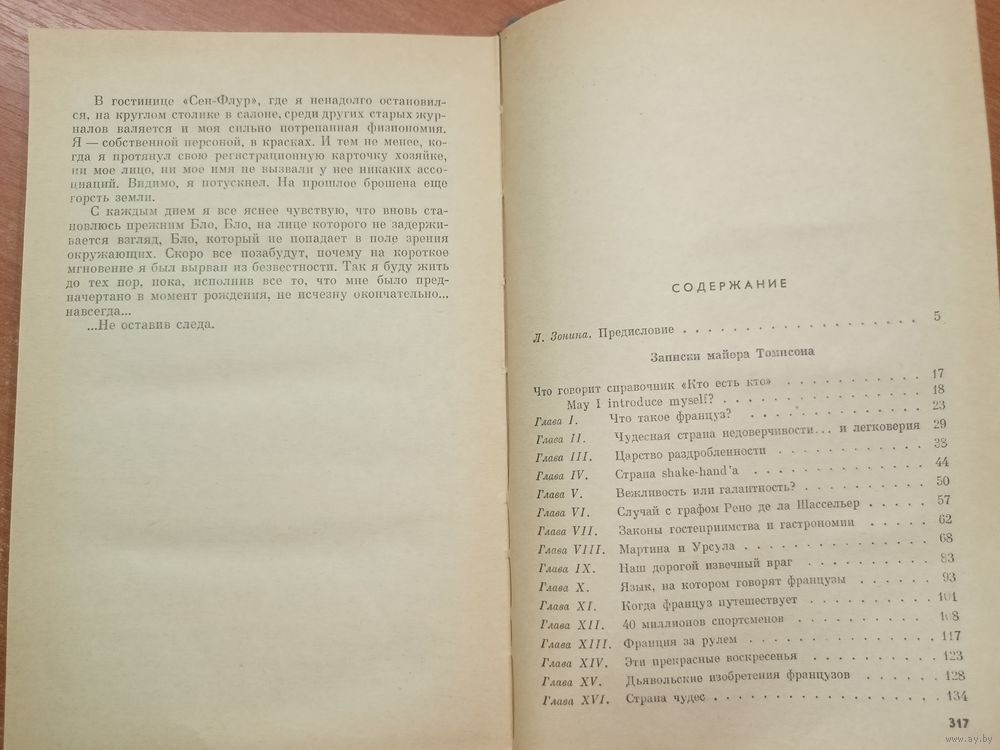 В гостинице «Сен-Флур», где я ненадолго остановил-
ся, на круглом столике в салоне, среди других старых жур-
налов валяется и моя сильно потрепанная физиономия.
Я — собственной персоной, в красках. И тем не менее, ко-
гда я протянул свою регистрационную карточку хозяйке,
ни мое лицо, ни мое имя не вызвали у нее никаких ассо-
циаций. Видимо, я потускнел. На прошлое брошена еще
горсть земли.
С каждым днем я все яснее чувствую, что вновь ста-
новлюсь прежним Бло, Бло, на лице которого не задержи-
вается взгляд, Бло, который не попадает в поле зрения
окружающих. Скоро все позабудут, почему на короткое
мгновение я был вырван из безвестности. Так я буду жить
до тех пор, пока, исполнив все то, что мне было пред-
начертано в момент рождения, не исчезну окончательно...
навсегда...
...Не оставив следа.
СОДЕРЖАНИЕ
Л. Зонина. Предисловие . . . . . . . . . . . . . . . . 5
Записки майора Томпсона
Что говорит справочник «Кто есть кто» . . . . . . . . . . 17
May I introduce myself? . . . . . . . . . . . . . 18
Глава I. Что такое француз? . . . . . . . . . . . 23
Глава II. Чудесная страна недоверчивости... и легковерия 29
Глава III. Царство раздробленности . . . . . . . . . . 38
Глава IV. Страна shake-hand'а . . . . . . . . . . . 44
Глава V. Вежливость или галантность? . . . . . . . . . 50
Глава VI. Случай с графом Рено де ла Шассельер . . . . . 57
Глава VII. Законы гостеприимства и гастрономии . . . . . 62
Глава VIII. Мартина и Урсула . . . . . . . . . . . . 68
Глава IX. Наш дорогой извечный враг . . . . . . . . . 83
Глава X. Язык, на котором говорят французы . . . . . . 93
Глава XI. Когда француз путешествует . . . . . . . . . 101
Глава XII. 40 миллионов спортсменов . . . . . . . . . . 108
Глава XIII. Франция за рулем . . . . . . . . . . . . 117
Глава XIV. Эти прекрасные воскресенья . . . . . . . . . 123
Глава XV. Дьявольские изобретения французов . . . . . . 128
Глава XVI. Страна чудес . . . . . . . . . . . . . . 134
317
www.ay.by